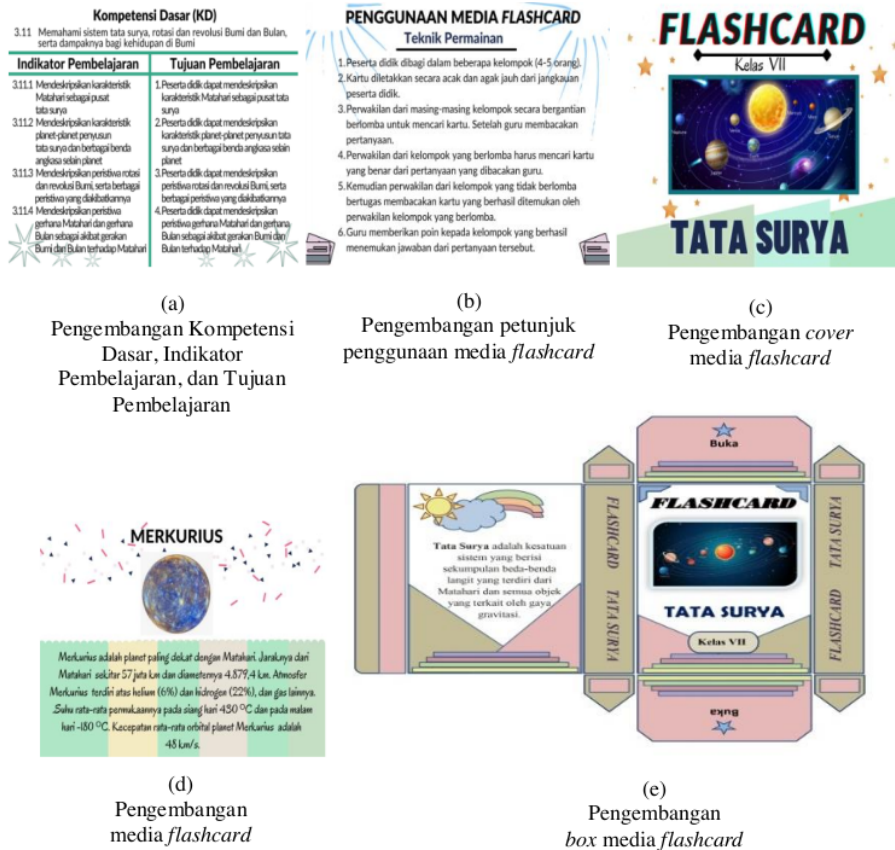 Kompetensi Dasar (KD)
3.11 Memahami sistem tata surya, rotasi dan revolusi Bumi dan Bulan,
serta dampaknya bagi kehidupan di Bumi
Indikator Pembelajaran
3.11.1 Mendeskripsikan karakteristik
Matahari sebagai pusat
tata surya
3.11.2 Mendeskripsikan karakteristik
planet-planet penyusun
tata surya dan berbagai benda
angkasa selain planet
3.11.3 Mendeskripsikan peristiwa rotasi
dan revolusi Bumi, serta berbagai
peristiwa yang diakibatkannya
3.11.4 Mendeskripsikan peristiwa
gerhana Matahari dan gerhana
Bulan sebagai akibat gerakan
Bumi dan Bulan terhadap Matahari
Tujuan Pembelajaran
1.Peserta didik dapat mendeskripsikan
karakteristik Matahari sebagai pusat tata
surya
2.Peserta didik dapat mendeskripsikan
karakteristik planet-planet penyusun tata
surya dan berbagai benda angkasa selain
planet
3.Peserta didik dapat mendeskripsikan
peristiwa rotasi dan revolusi Bumi, serta
berbagai peristiwa yang diakibatkannya
4.Peserta didik dapat mendeskripsikan
peristiwa gerhana Matahari dan gerhana
Bulan sebagai akibat gerakan Bumi dan
Bulan terhadap Matahari
(a)
Pengembangan Kompetensi
Dasar, Indikator
Pembelajaran, dan Tujuan
Pembelajaran
PENGGUNAAN MEDIA FLASHCARD
Teknik Permainan
1.Peserta didik dibagi dalam beberapa kelompok (4-5 orang).
2.Kartu diletakkan secara acak dan agak jauh dari jangkauan
peserta didik.
3.Perwakilan dari masing-masing kelompok secara bergantian
berlomba untuk mencari kartu. Setelah guru membacakan
pertanyaan.
4.Perwakilan dari kelompok yang berlomba harus mencari kartu
yang benar dari pertanyaan yang dibacakan guru.
5.Kemudian perwakilan dari kelompok yang tidak berlomba
bertugas membacakan kartu yang berhasil ditemukan oleh
perwakilan kelompok yang berlomba.
6.Guru memberikan poin kepada kelompok yang berhasil
menemukan jawaban dari pertanyaan tersebut.
(b)
Pengembangan petunjuk
penggunaan media flashcard
FLASHCARD
Kelas VII
TATA SURYA
(c)
Pengembangan cover
media flashcard
MERKURIUS
Merkurius adalah planet paling dekat dengan Matahari. Jaraknya dari
Matahari sekitar 57 juta km dan diameternya 4.879,4 km. Atmosfer
Merkurius terdiri atas helium (6%) dan hidrogen (22%), dan gas lainnya.
Suhu rata-rata permukaannya pada siang hari 430 °C dan pada malam
hari -180 °C. Kecepatan rata-rata orbital planet Merkurius adalah
48 km/s.
(d)
Pengembangan
media flashcard
Tata Surya adalah kesatuan
sistem yang berisi
sekumpulan beda-benda
langit yang terdiri dari
Matahari dan semua objek
yang terkait oleh gaya
gravitasi.
FLASHCARD TATA SURYA
Buka
FLASHCARD
TATA SURYA
Kelas VII
Buka
FLASHCARD TATA SURYA
(e)
Pengembangan
box media flashcard